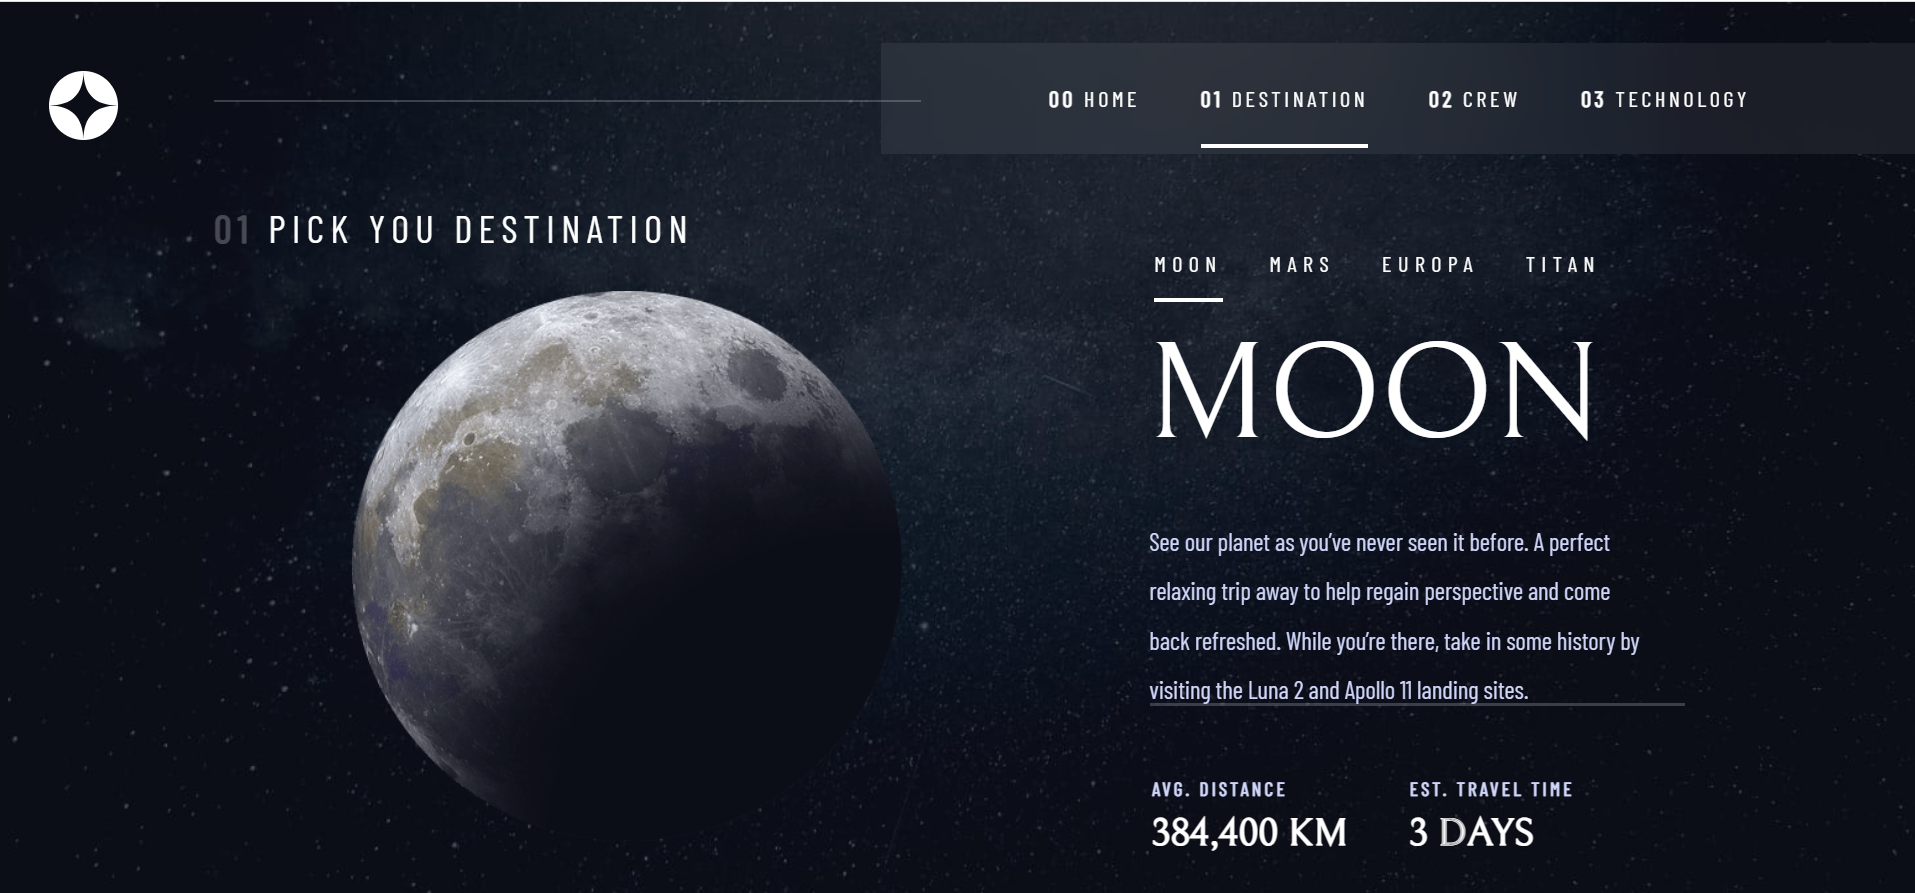 00 HOME 01 DESTINATION 02 CREW 03 TECHNOLOGY
01 PICK YOU DESTINATION
MOON MARS EUROPA TITAN
MOON
See our planet as you’ve never seen it before. A perfect
relaxing trip away to help regain perspective and come
back refreshed. While you’re there, take in some history by
visiting the Luna 2 and Apollo 11 landing sites.
AVG. DISTANCE EST. TRAVEL TIME
384,400 KM 3 DAYS